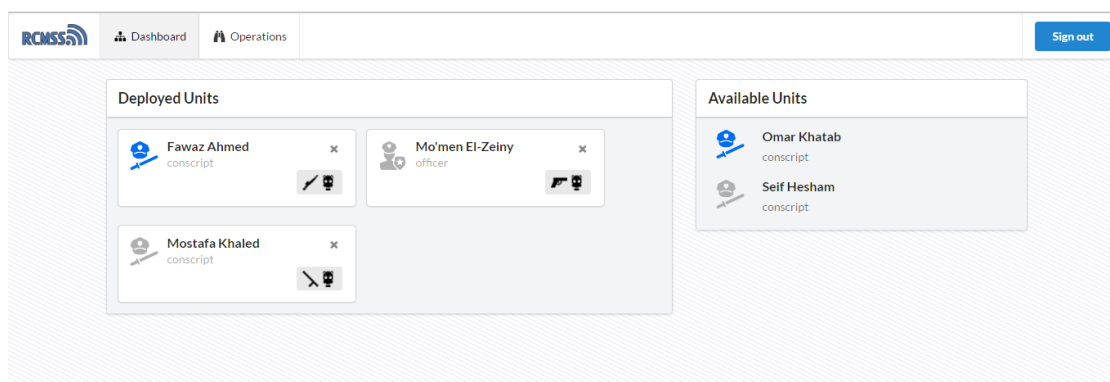 RCMSS
Dashboard
Operations
Sign out
Deployed Units
Fawaz Ahmed
conscript
Mo'men El-Zeiny
officer
Mostafa Khaled
conscript
Available Units
Omar Khatab
conscript
Seif Hesham
conscript